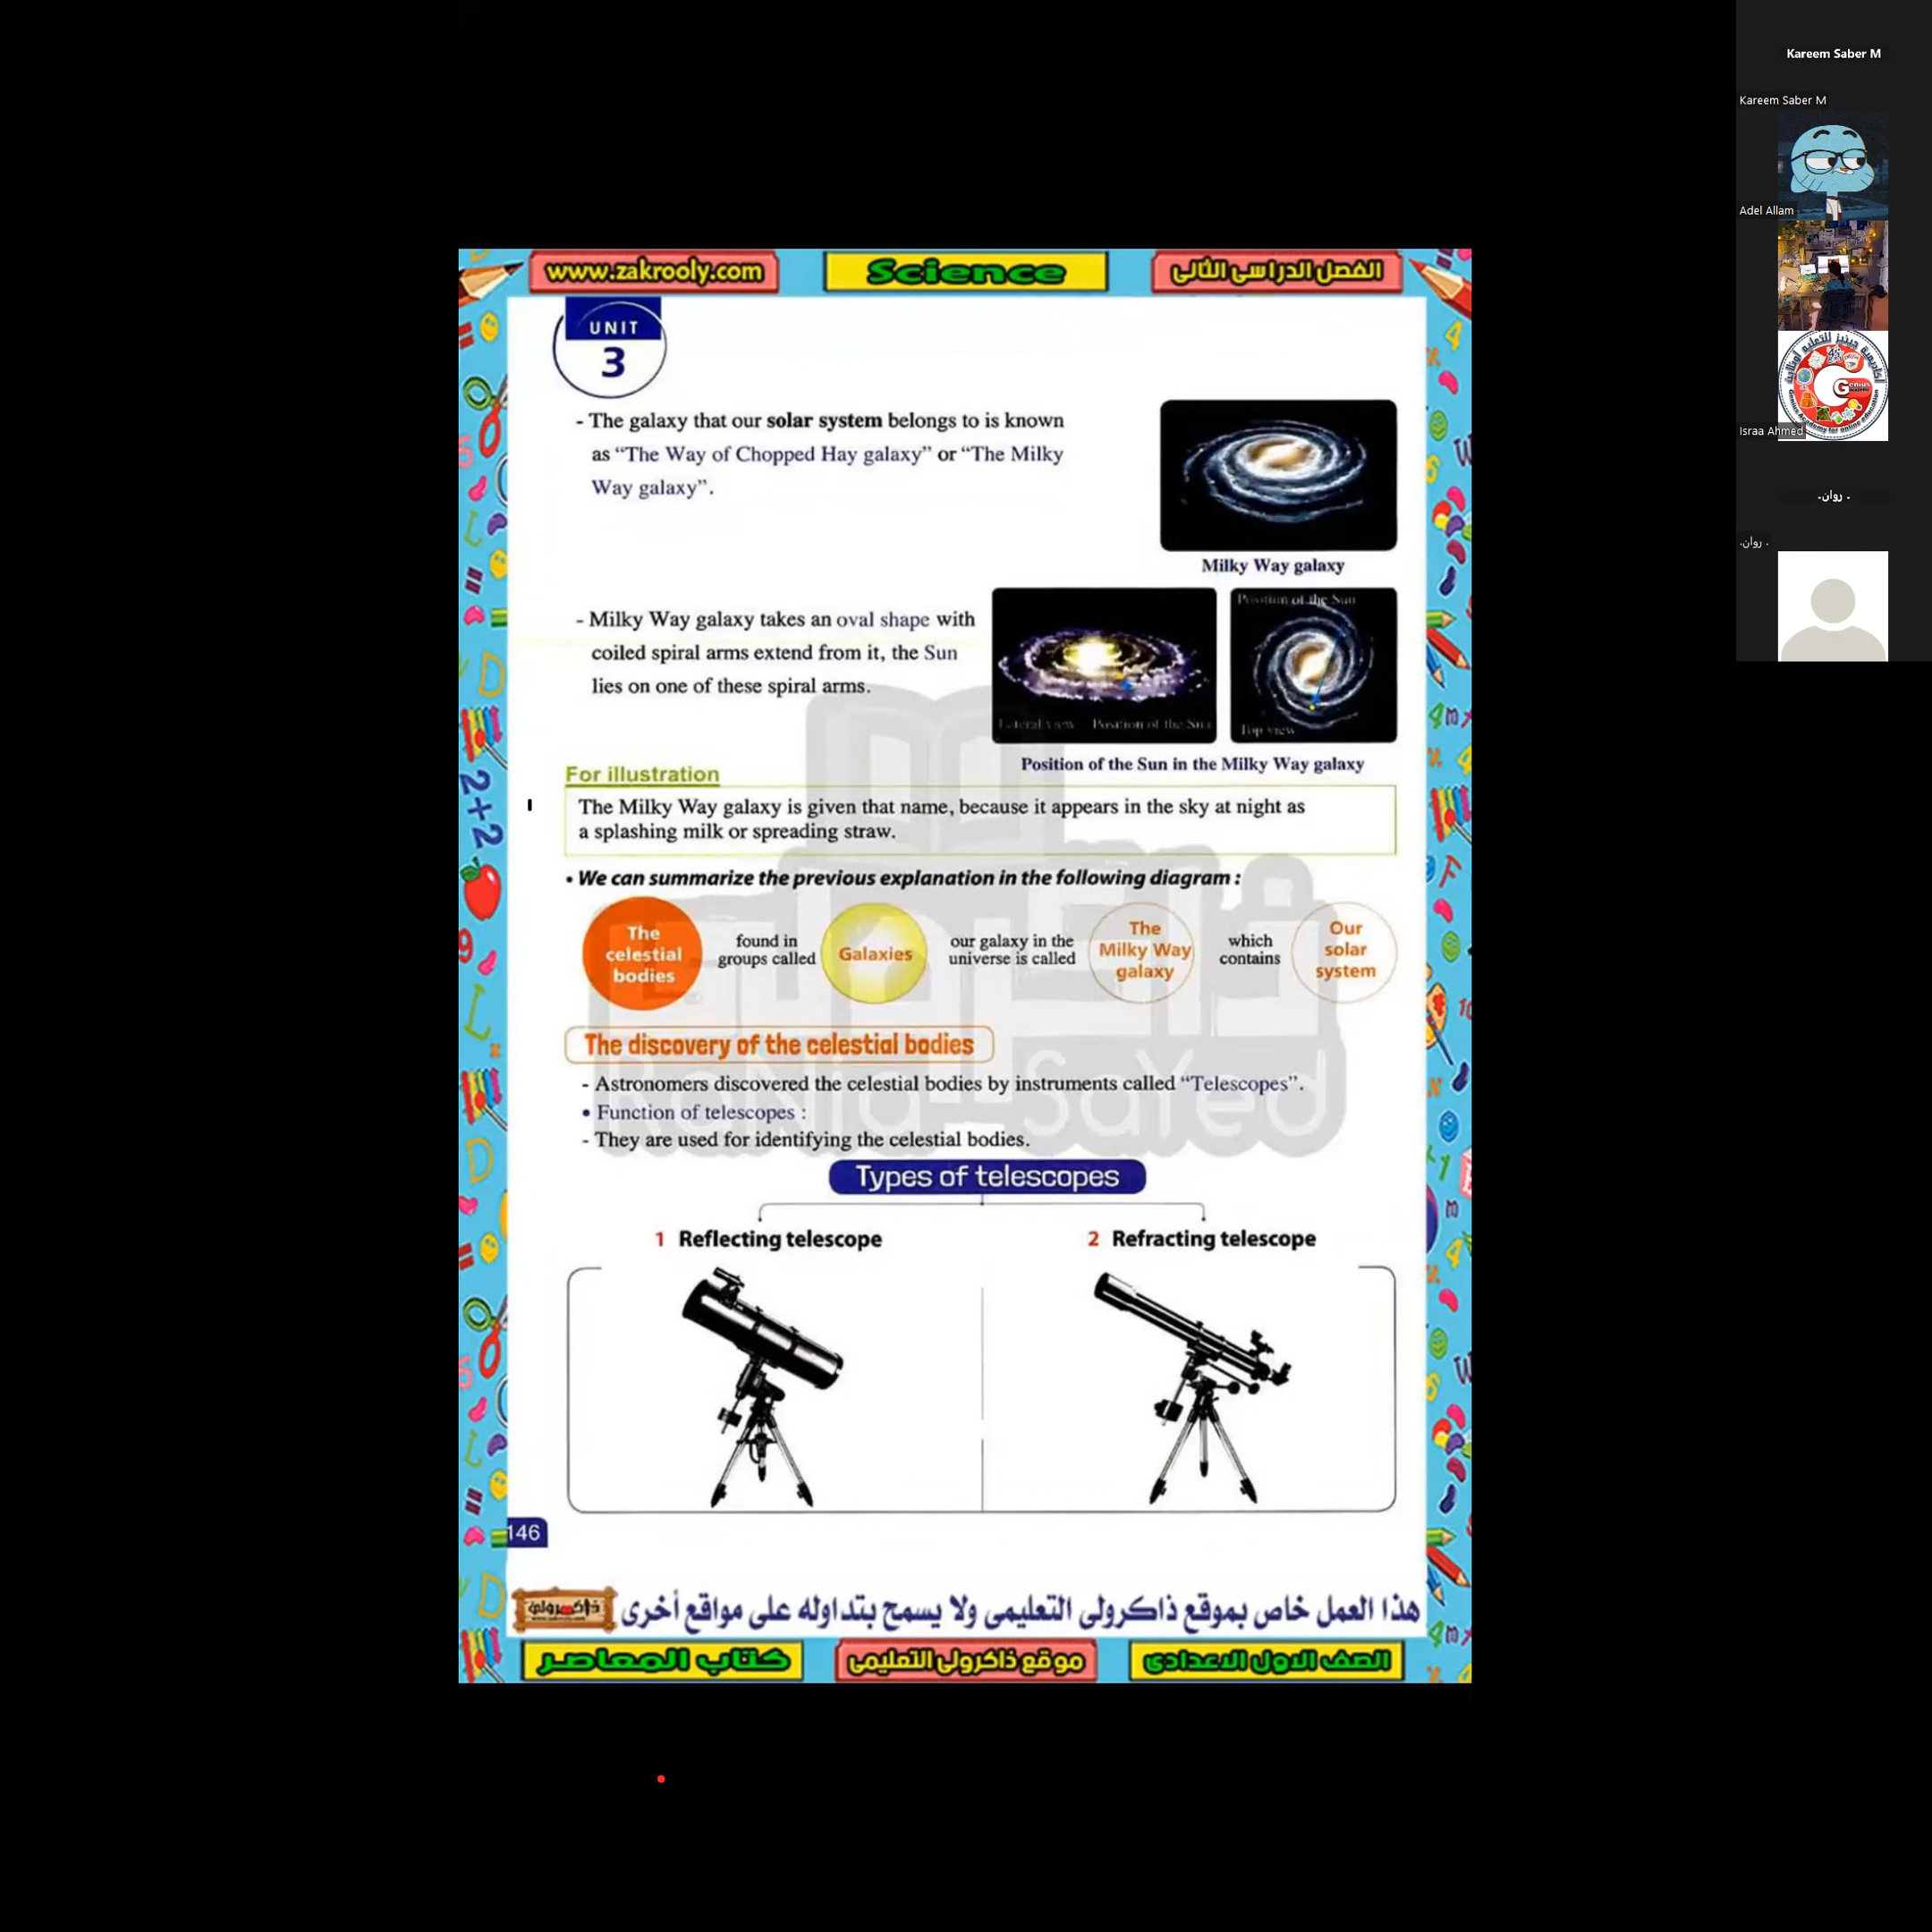 Kareem Saber M
Kareem Saber M
Adel Allam
Israa Ahmed
. روان.
. روان.
www.zakrooly.com
Science
الفصل الدراسى الثانى
UNIT
3
- The galaxy that our solar system belongs to is known
as “The Way of Chopped Hay galaxy” or “The Milky
Way galaxy”.
Milky Way galaxy
- Milky Way galaxy takes an oval shape with
coiled spiral arms extend from it, the Sun
lies on one of these spiral arms.
Lateral view Position of the Sun
Position of the Sun
Top view
Position of the Sun in the Milky Way galaxy
For illustration
The Milky Way galaxy is given that name, because it appears in the sky at night as
a splashing milk or spreading straw.
• We can summarize the previous explanation in the following diagram :
The
celestial
bodies
found in
groups called
Galaxies
our galaxy in the
universe is called
The
Milky Way
galaxy
which
contains
Our
solar
system
The discovery of the celestial bodies
- Astronomers discovered the celestial bodies by instruments called “Telescopes”.
• Function of telescopes :
- They are used for identifying the celestial bodies.
RaNia-SaYed
Types of telescopes
1 Reflecting telescope
2 Refracting telescope
146
هذا العمل خاص بموقع ذاكرولى التعليمى ولا يسمح بتداوله على مواقع أخرى
ذاكرولى
كتاب المعاصر
موقع ذاكرولى التعليمى
الصف الاول الاعدادى